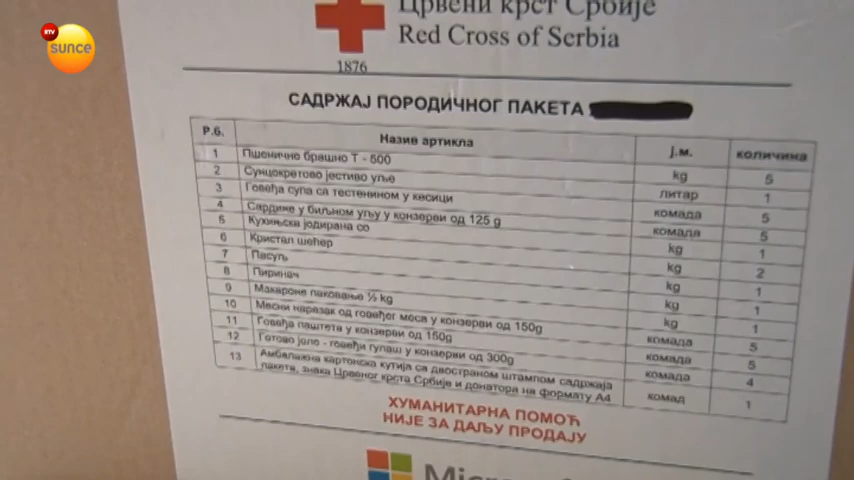 RTV
sunce
Црвени крст Србије
Red Cross of Serbia
1876
САДРЖАЈ ПОРОДИЧНОГ ПАКЕТА
Р.б. Назив артикла ј.м. количина
1 Пшенично брашно Т - 500 kg 5
2 Сунцокретово јестиво уље литар 1
3 Говеђа супа са тестенином у кесици комада 5
4 Сардине у биљном уљу у конзерви од 125 g комада 5
5 Кухињска јодирана со kg 1
6 Кристал шећер kg 2
7 Пасуљ kg 1
8 Пиринач kg 1
9 Макароне паковање ½ kg kg 1
10 Месни нарезак од говеђег меса у конзерви од 150g комада 5
11 Говеђа паштета у конзерви од 150g комада 5
12 Готово јело - говеђи гулаш у конзерви од 300g комада 4
13 Амбалажна картонска кутија са двостраном штампом садржаја комад 1
пакета, знака Црвеног крста Србије и донатора на формату А4
ХУМАНИТАРНА ПОМОЋ
НИЈЕ ЗА ДАЉУ ПРОДАЈУ